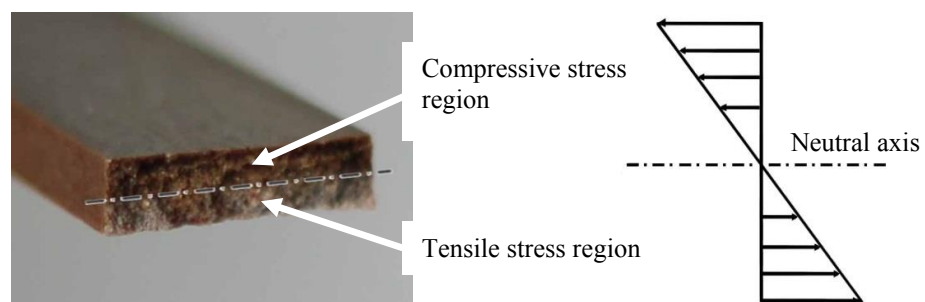 Compressive stress
region
Neutral axis
Tensile stress region